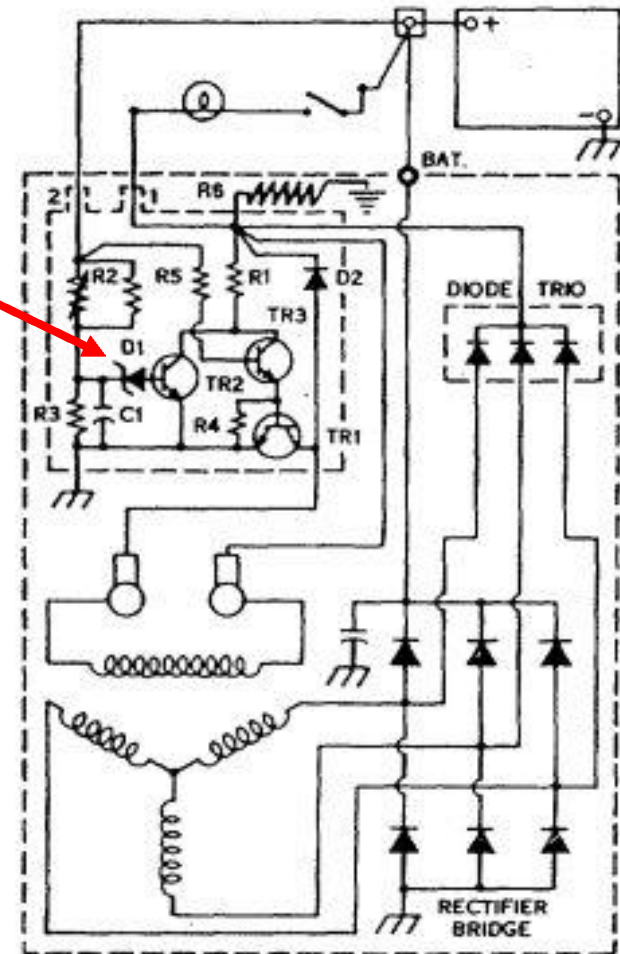 +
-
BAT.
R6
2
1
R2
R5
R1
D2
DIODE TRIO
TR3
D1
TR2
R3
C1
R4
TR1
RECTIFIER
BRIDGE